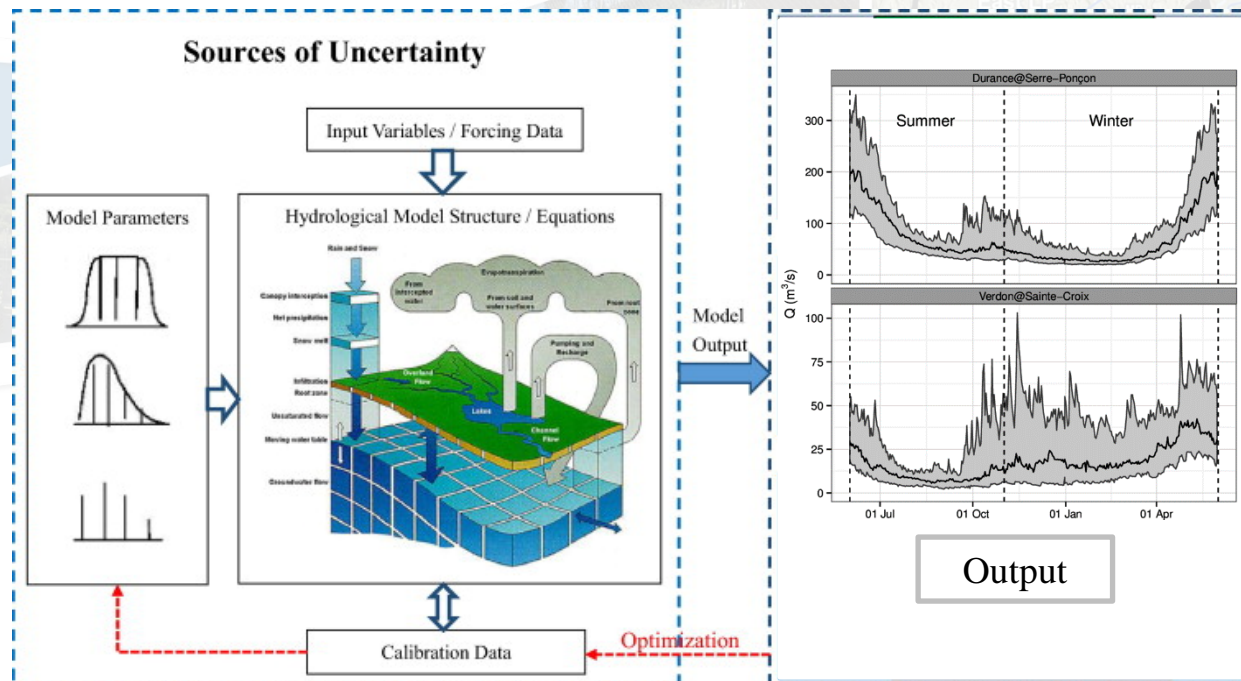 Sources of Uncertainty
Input Variables / Forcing Data
Model Parameters
Hydrological Model Structure / Equations
Rain and Snow
Canopy interception
Net precipitation
Snow melt
Infiltration
Root zone
Unsaturated flow
Moving water table
Groundwater flow
Evapotranspiration
From
intercepted
water
From soil and
water surfaces
From root
zone
Pumping and
Recharge
Overland
Flow
Lakes
Channel
Flow
Calibration Data
Optimization
Model
Output
Durance@Serre−Ponçon
Summer
Winter
300
200
100
0
Q (m³/s)
Verdon@Sainte−Croix
100
75
50
25
0
01 Jul
01 Oct
01 Jan
01 Apr
Output